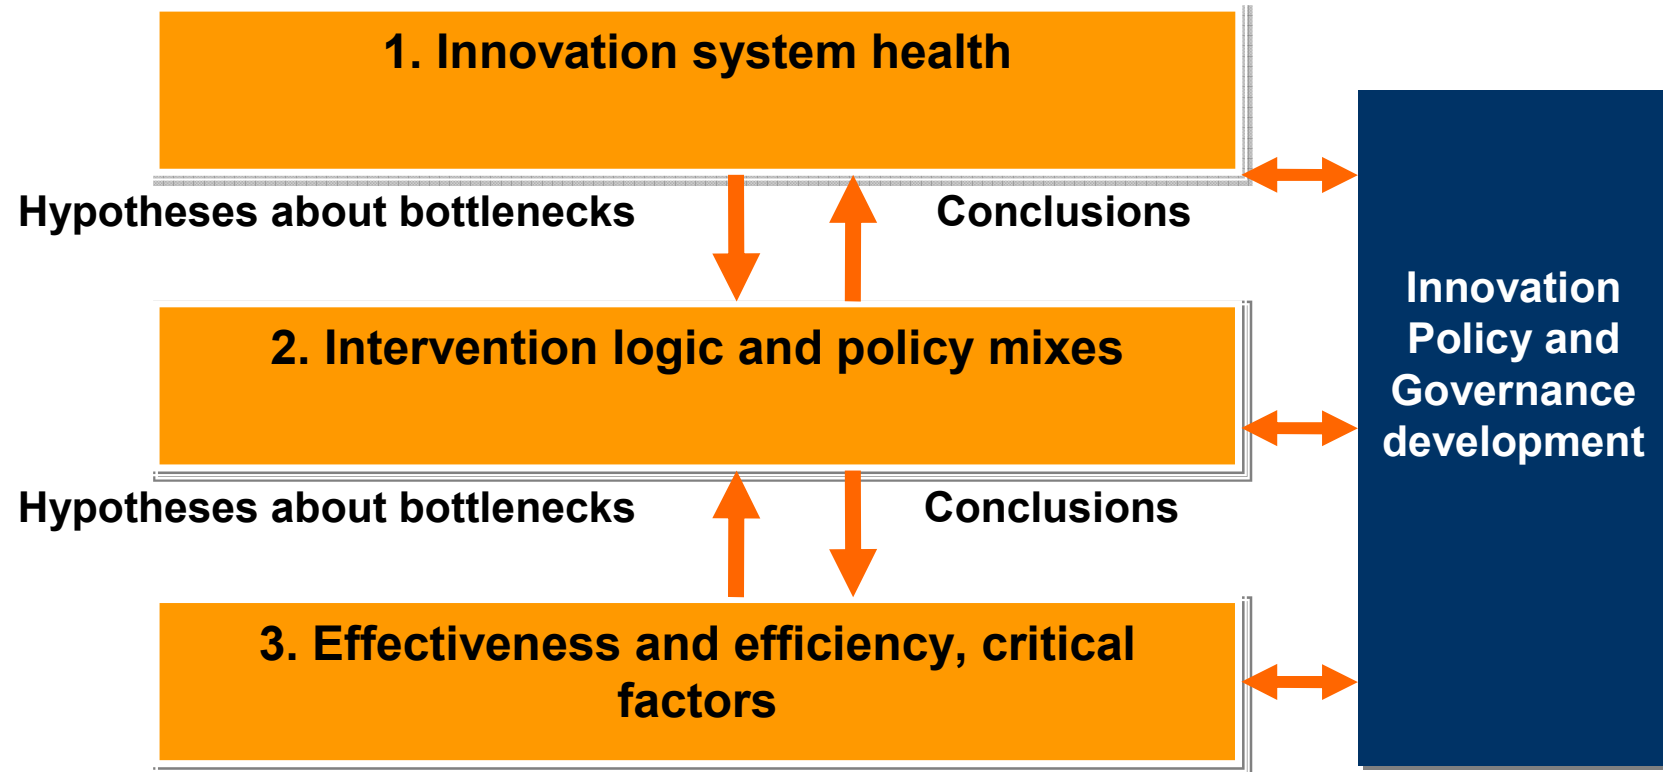 1. Innovation system health
Hypotheses about bottlenecks
Conclusions
2. Intervention logic and policy mixes
Hypotheses about bottlenecks
Conclusions
3. Effectiveness and efficiency, critical
factors
Innovation
Policy and
Governance
development